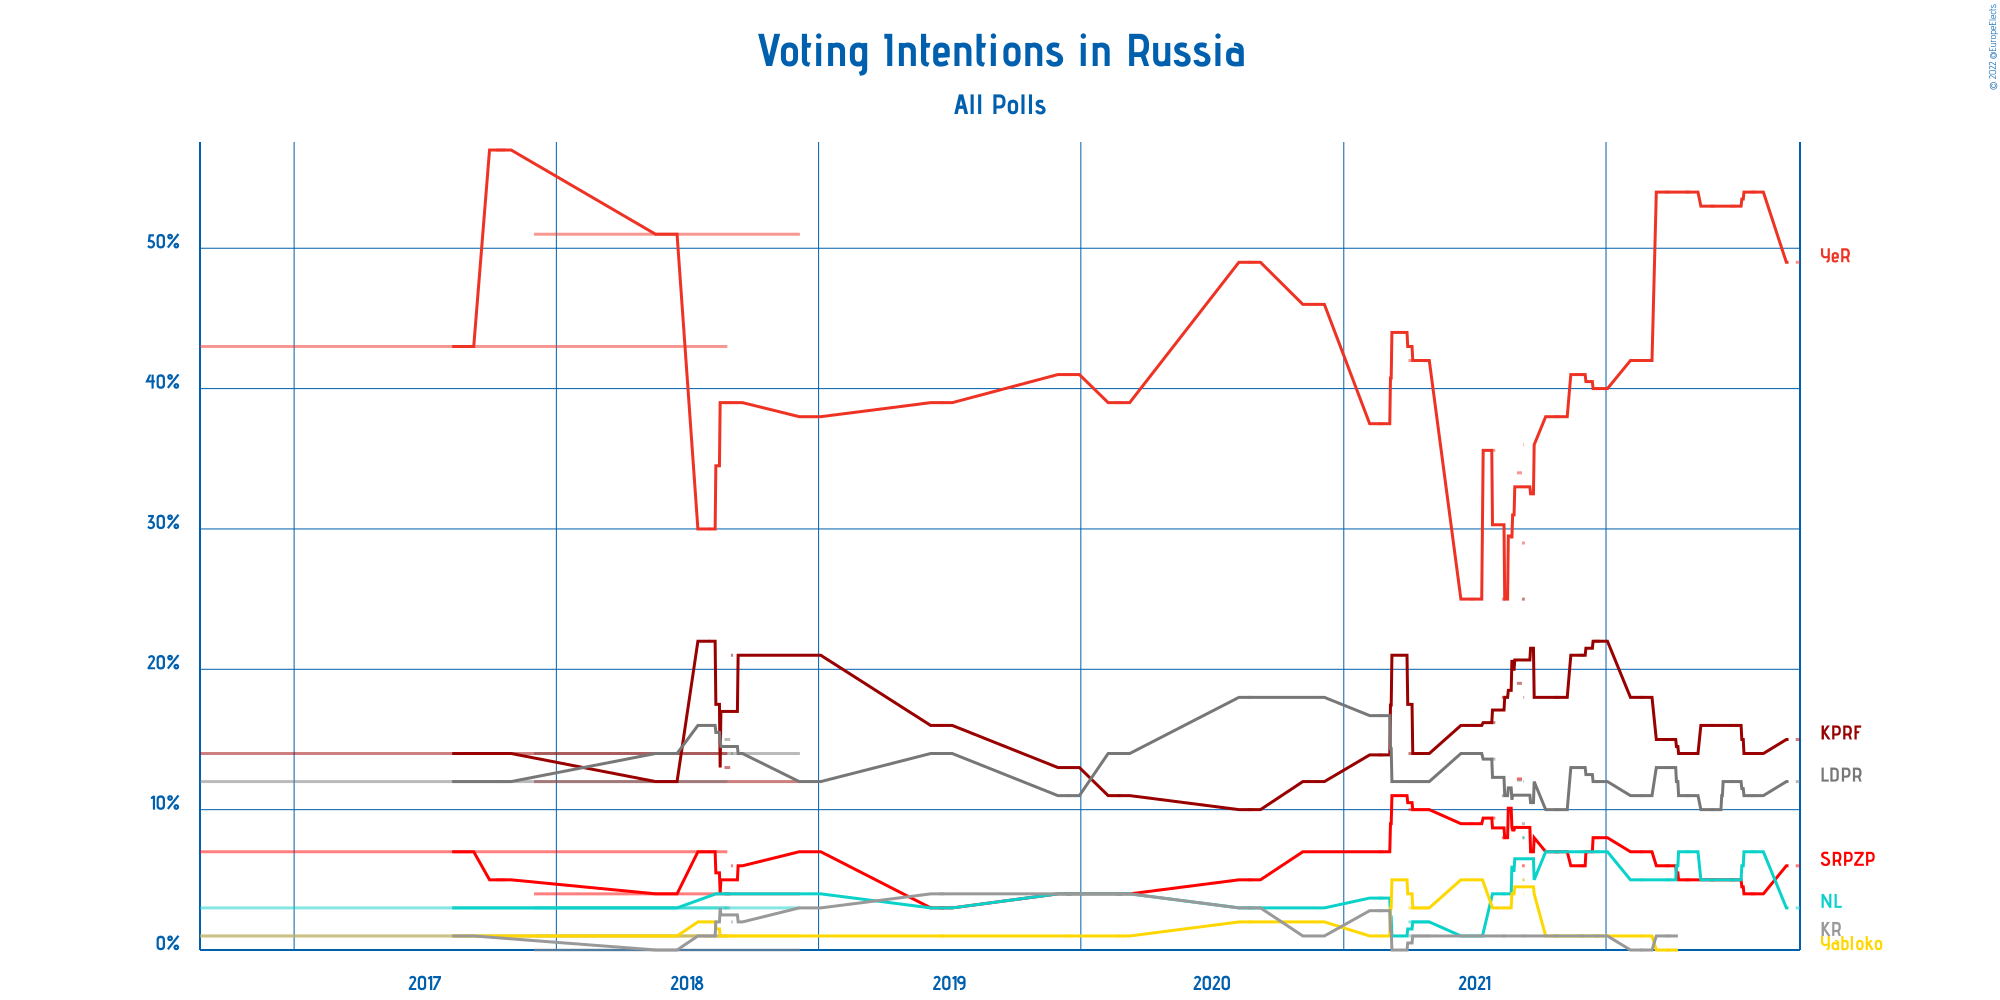 Voting Intentions in Russia
All Polls
© 2022 @EuropeElects
50%
40%
30%
20%
10%
0%
YeR
KPRF
LDPR
SRPZP
NL
KR
Yabloko
2017
2018
2019
2020
2021